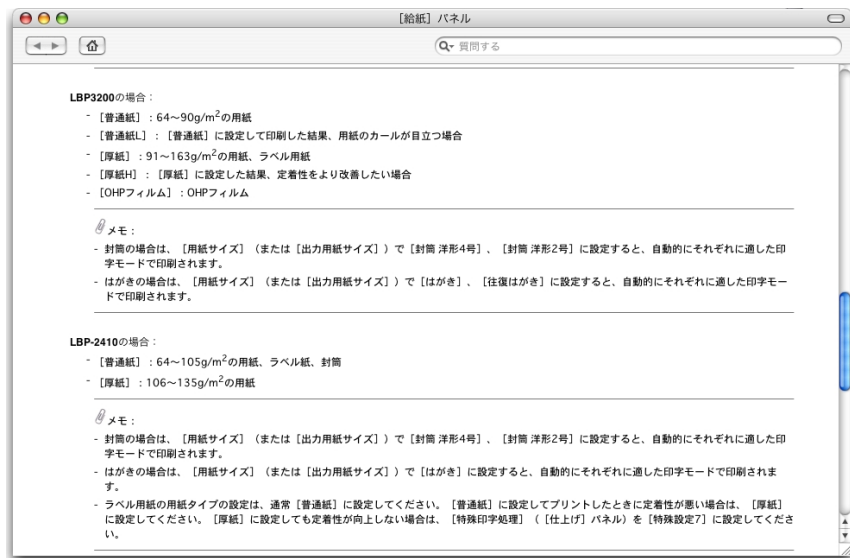 ［給紙］パネル
質問する
LBP3200の場合：
- ［普通紙］：64～90g/m²の用紙
- ［普通紙L］：［普通紙］に設定して印刷した結果、用紙のカールが目立つ場合
- ［厚紙］：91～163g/m²の用紙、ラベル用紙
- ［厚紙H］：［厚紙］に設定した結果、定着性をより改善したい場合
- ［OHPフィルム］：OHPフィルム
メモ：
- 封筒の場合は、［用紙サイズ］（または［出力用紙サイズ］）で［封筒 洋形4号］、［封筒 洋形2号］に設定すると、自動的にそれぞれに適した印
字モードで印刷されます。
- はがきの場合は、［用紙サイズ］（または［出力用紙サイズ］）で［はがき］、［往復はがき］に設定すると、自動的にそれぞれに適した印字モー
ドで印刷されます。
LBP-2410の場合：
- ［普通紙］：64～105g/m²の用紙、ラベル紙、封筒
- ［厚紙］：106～135g/m²の用紙
メモ：
- 封筒の場合は、［用紙サイズ］（または［出力用紙サイズ］）で［封筒 洋形4号］、［封筒 洋形2号］に設定すると、自動的にそれぞれに適した印
字モードで印刷されます。
- はがきの場合は、［用紙サイズ］（または［出力用紙サイズ］）で［はがき］に設定すると、自動的にそれぞれに適した印字モードで印刷されま
す。
- ラベル用紙の用紙タイプの設定は、通常［普通紙］に設定してください。［普通紙］に設定してプリントしたときに定着性が悪い場合は、［厚紙］
に設定してください。［厚紙］に設定しても定着性が向上しない場合は、［特殊印字処理］（［仕上げ］パネル）を［特殊設定7］に設定してくださ
い。